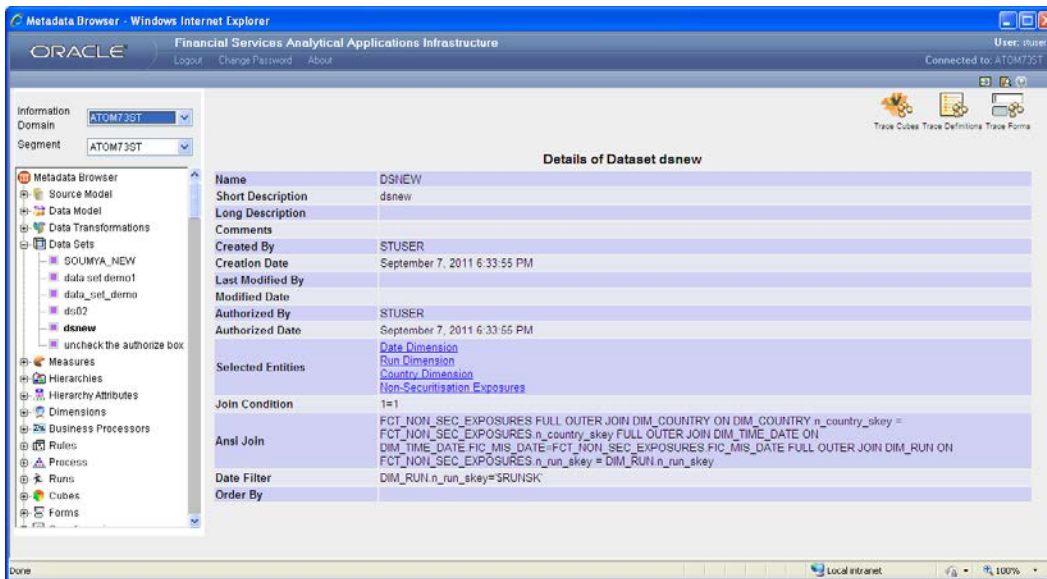 Metadata Browser - Windows Internet Explorer
ORACLE
Financial Services Analytical Applications Infrastructure
User: stuser
Logout Change Password About
Connected to: ATOM73ST
Information Domain
ATOM73ST
Segment
ATOM73ST
Trace Cubes Trace Definitions Trace Forms
Metadata Browser
Source Model
Data Model
Data Transformations
Data Sets
SOUMYA_NEW
data set demo1
data_set_demo
ds02
dsnew
uncheck the authorize box
Measures
Hierarchies
Hierarchy Attributes
Dimensions
Business Processors
Rules
Process
Runs
Cubes
Forms
Details of Dataset dsnew
Name DSNEW
Short Description dsnew
Long Description
Comments
Created By STUSER
Creation Date September 7, 2011 6:33:55 PM
Last Modified By
Modified Date
Authorized By STUSER
Authorized Date September 7, 2011 6:33:55 PM
Selected Entities
Date Dimension
Run Dimension
Country Dimension
Non-Securitisation Exposures
Join Condition 1=1
Ansi Join
FCT_NON_SEC_EXPOSURES FULL OUTER JOIN DIM_COUNTRY ON DIM_COUNTRY.n_country_skey =
FCT_NON_SEC_EXPOSURES.n_country_skey FULL OUTER JOIN DIM_TIME_DATE ON
DIM_TIME_DATE.FIC_MIS_DATE=FCT_NON_SEC_EXPOSURES.FIC_MIS_DATE FULL OUTER JOIN DIM_RUN ON
FCT_NON_SEC_EXPOSURES.n_run_skey = DIM_RUN.n_run_skey
Date Filter DIM_RUN.n_run_skey='$RUNSK'
Order By
Done
Local intranet
100%